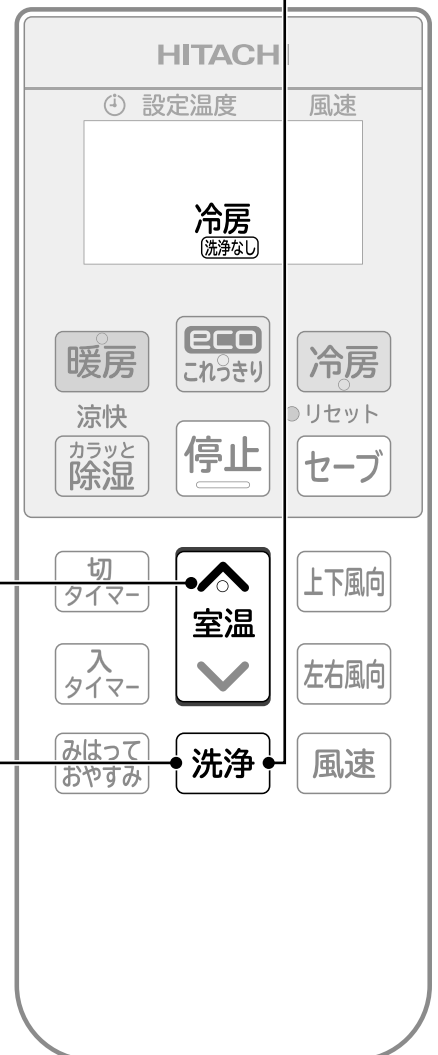 HITACHI
設定温度 風速
冷房
洗浄なし
暖房
eco
これっきり
冷房
涼快
カラッと
除湿
停止
リセット
セーブ
切
タイマー
室温
上下風向
入
タイマー
左右風向
みはって
おやすみ
洗浄
風速